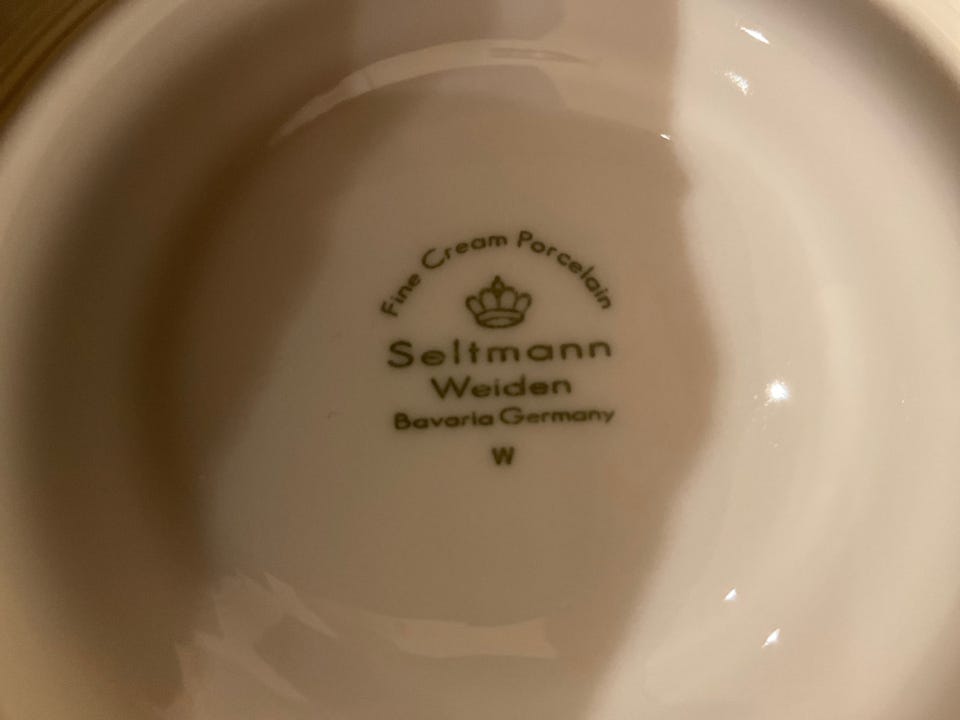 Fine Cream Porcelain
Seltmann
Weiden
Bavaria Germany
W